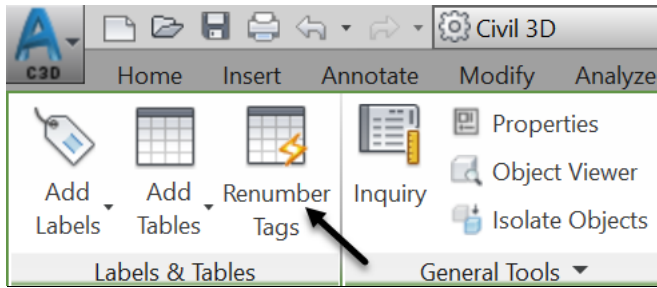 Civil 3D
C3D
Home Insert Annotate Modify Analyze
Add Labels
Add Tables
Renumber Tags
Inquiry
Properties
Object Viewer
Isolate Objects
Labels & Tables
General Tools